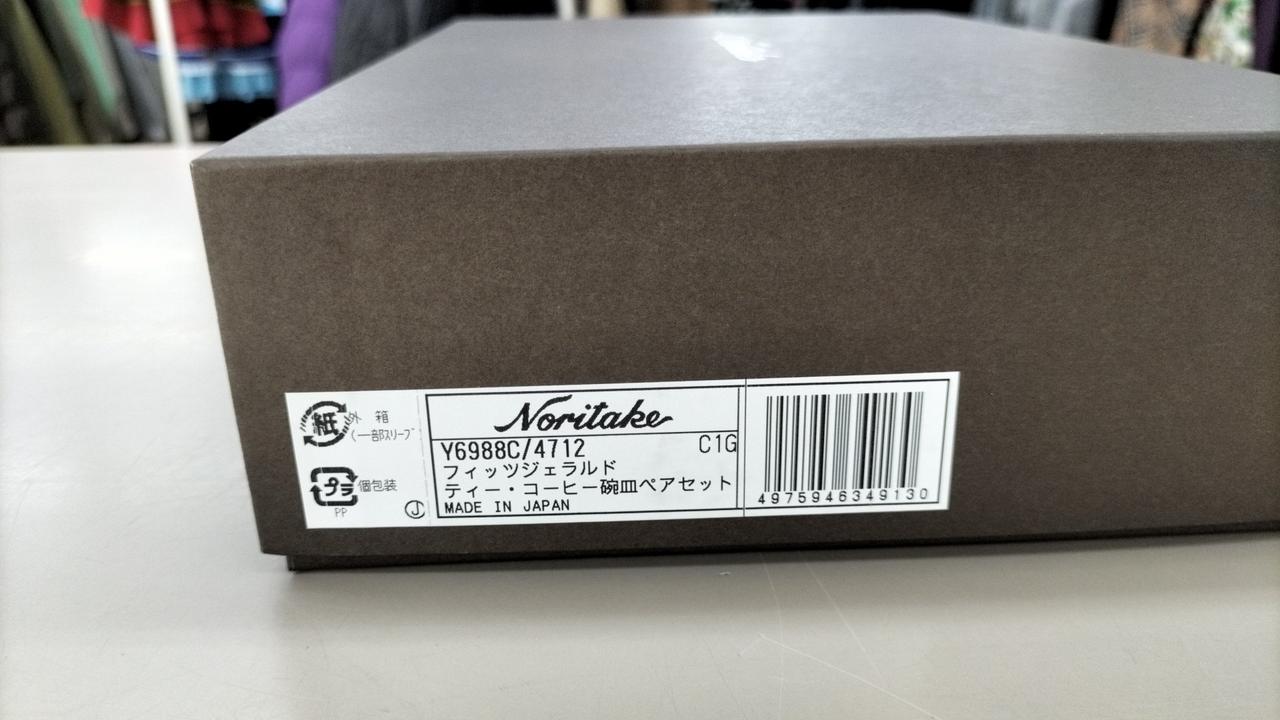 紙
外箱
(一部スリーブ
プラ
個包装
PP
J
Noritake
Y6988C/4712 C1G
フィッツジェラルド
ティー・コーヒー碗皿ペアセット
MADE IN JAPAN
4975946349130